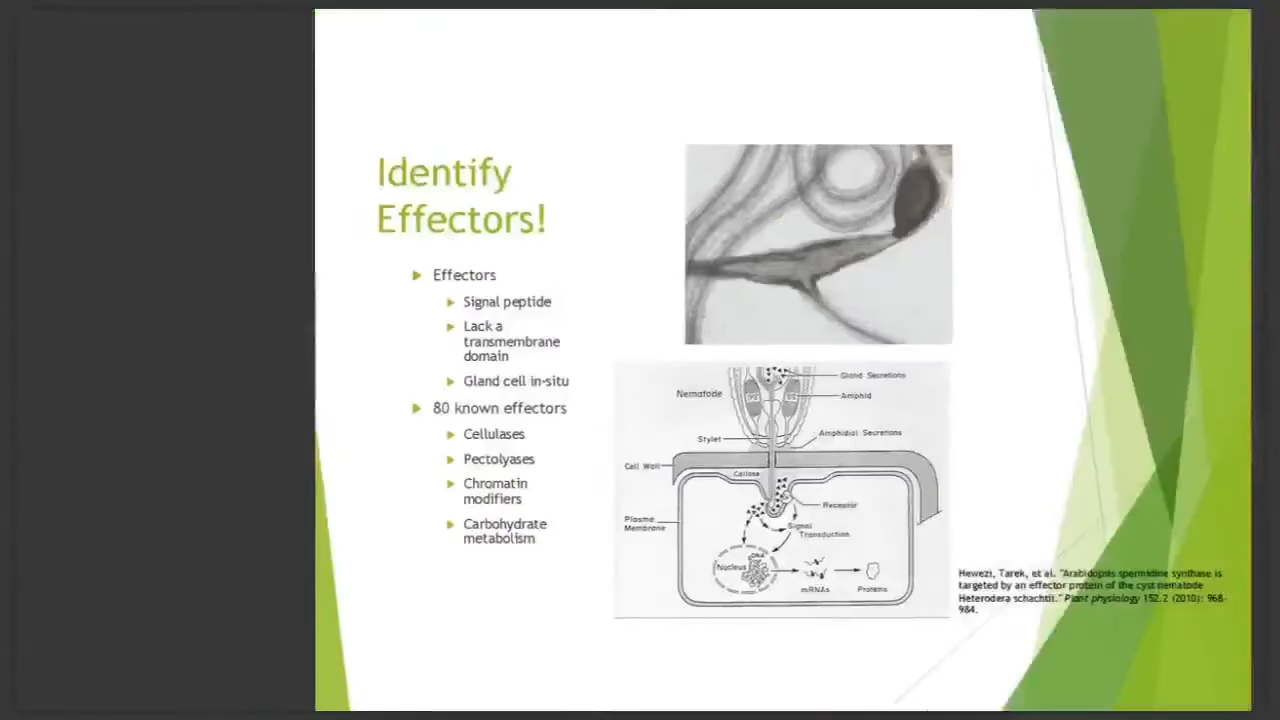 Identify
Effectors!
Effectors
Signal peptide
Lack a
transmembrane
domain
Gland cell in-situ
80 known effectors
Cellulases
Pectolyases
Chromatin
modifiers
Carbohydrate
metabolism
Gland Secretions
Nematode
Amphid
Stylet
Amphidial Secretions
Cell Wall
Callose
Receptor
Plasma
Membrane
Signal
Transduction
DNA
Nucleus
mRNAs
Proteins
Hewezi, Tarek, et al. "Arabidopsis spermidine synthase is
targeted by an effector protein of the cyst nematode
Heterodera schachtii." Plant physiology 152.2 (2010): 968-
984.